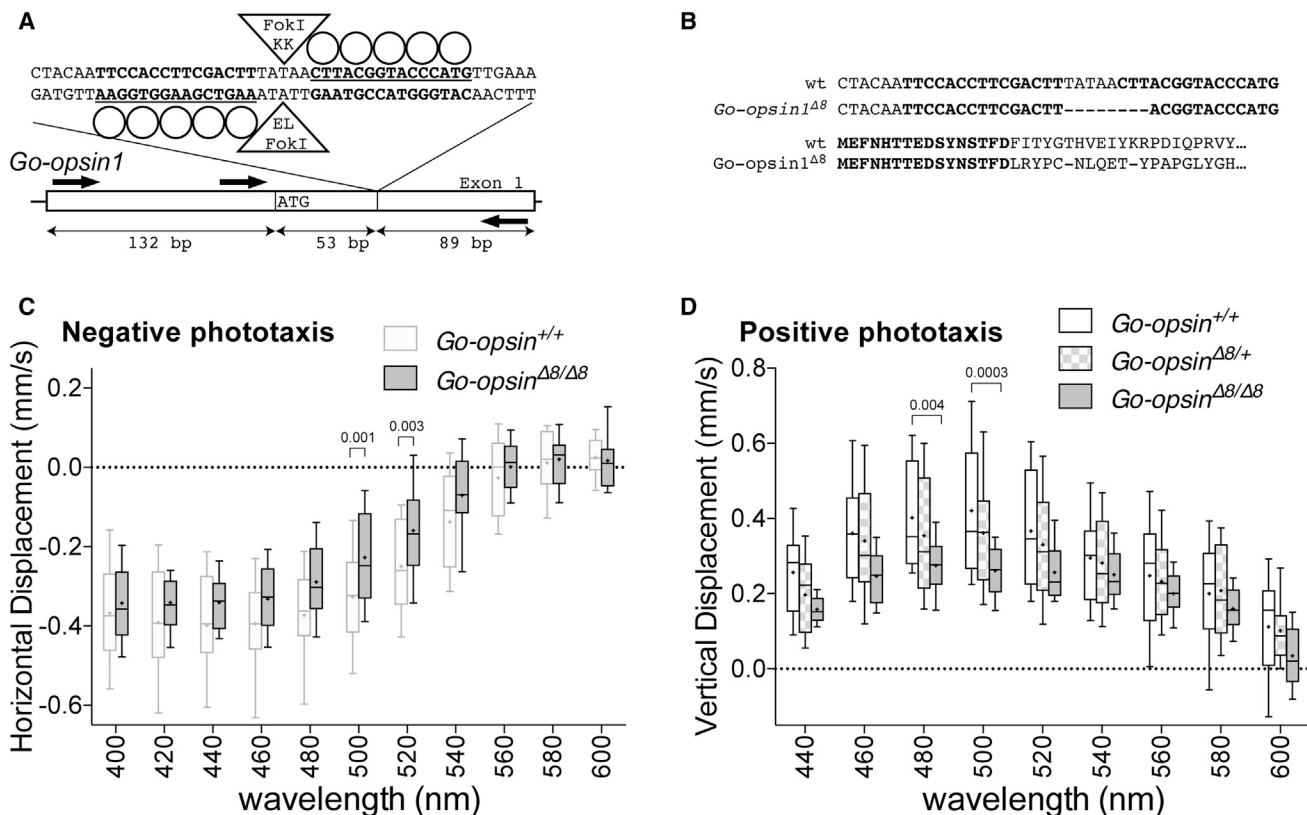 A
FokI
KK
CTACAATTCCACCTTCGACTTTATAACTTACGGTACCCATGTTGAAA
GATGTTAAGGTGGAAGCTGAAATATTGAATGCCATGGGTACAACTTT
EL
FokI
Go-opsin1
Exon 1
ATG
132 bp
53 bp
89 bp
B
wt CTACAATTCCACCTTCGACTTTATAACTTACGGTACCCATG
Go-opsin1Δ8 CTACAATTCCACCTTCGACTT--------ACGGTACCCATG
wt MEFNHTTEDSYNSTFDFITYGTHVEIYKRPDIQPRVY…
Go-opsin1Δ8 MEFNHTTEDSYNSTFDLRYPC-NLQET-YPAPGLYGH…
C
Negative phototaxis
Go-opsin+/+
Go-opsinΔ8/Δ8
Horizontal Displacement (mm/s)
0.2
0.0
-0.2
-0.4
-0.6
0.001
0.003
400 420 440 460 480 500 520 540 560 580 600
wavelength (nm)
D
Positive phototaxis
Go-opsin+/+
Go-opsinΔ8/+
Go-opsinΔ8/Δ8
Vertical Displacement (mm/s)
0.8
0.6
0.4
0.2
0.0
0.004
0.0003
440 460 480 500 520 540 560 580 600
wavelength (nm)